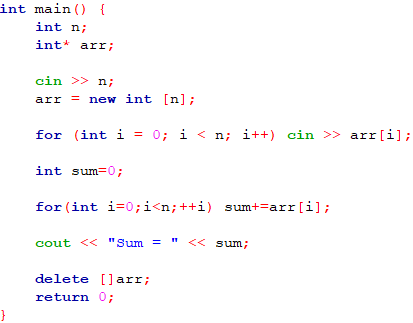 int main() {
    int n;
    int* arr;

    cin >> n;
    arr = new int [n];

    for (int i = 0; i < n; i++) cin >> arr[i];

    int sum=0;

    for(int i=0;i<n;++i) sum+=arr[i];

    cout << "Sum = " << sum;

    delete []arr;
    return 0;
}